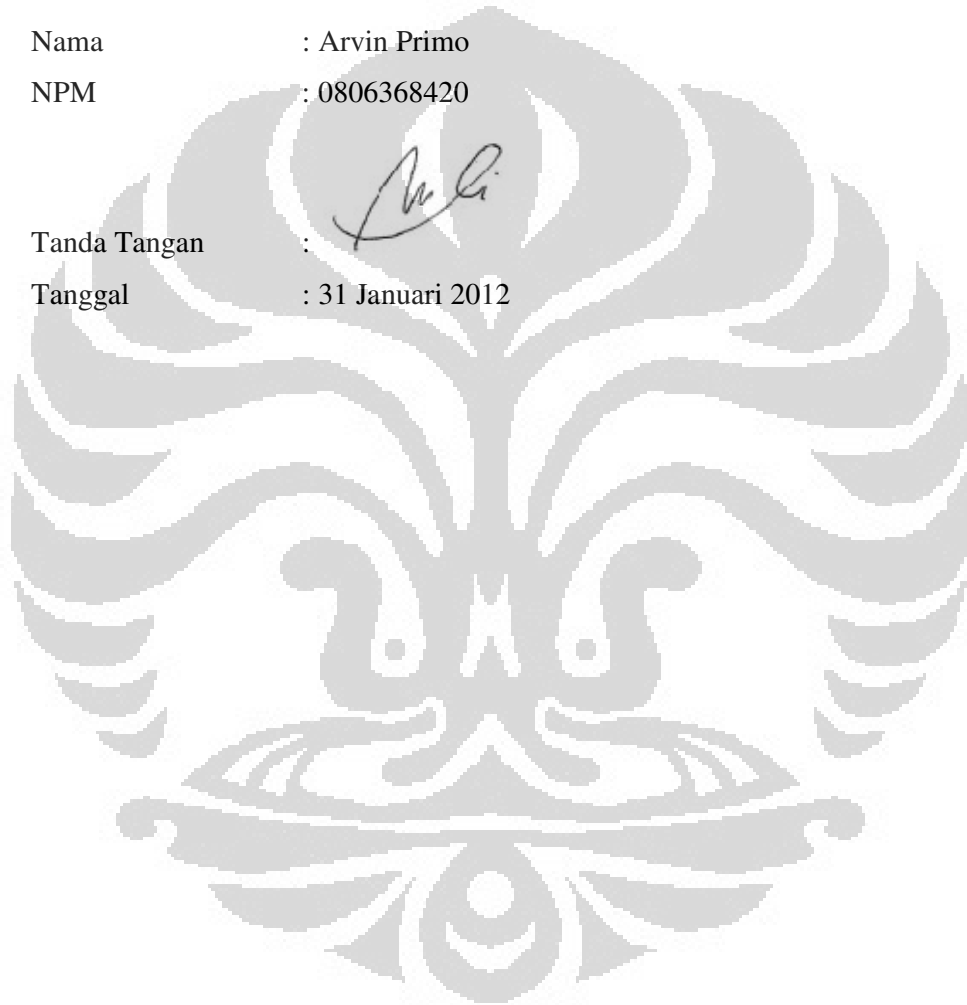 Nama : Arvin Primo
NPM : 0806368420
Tanda Tangan :
Tanggal : 31 Januari 2012